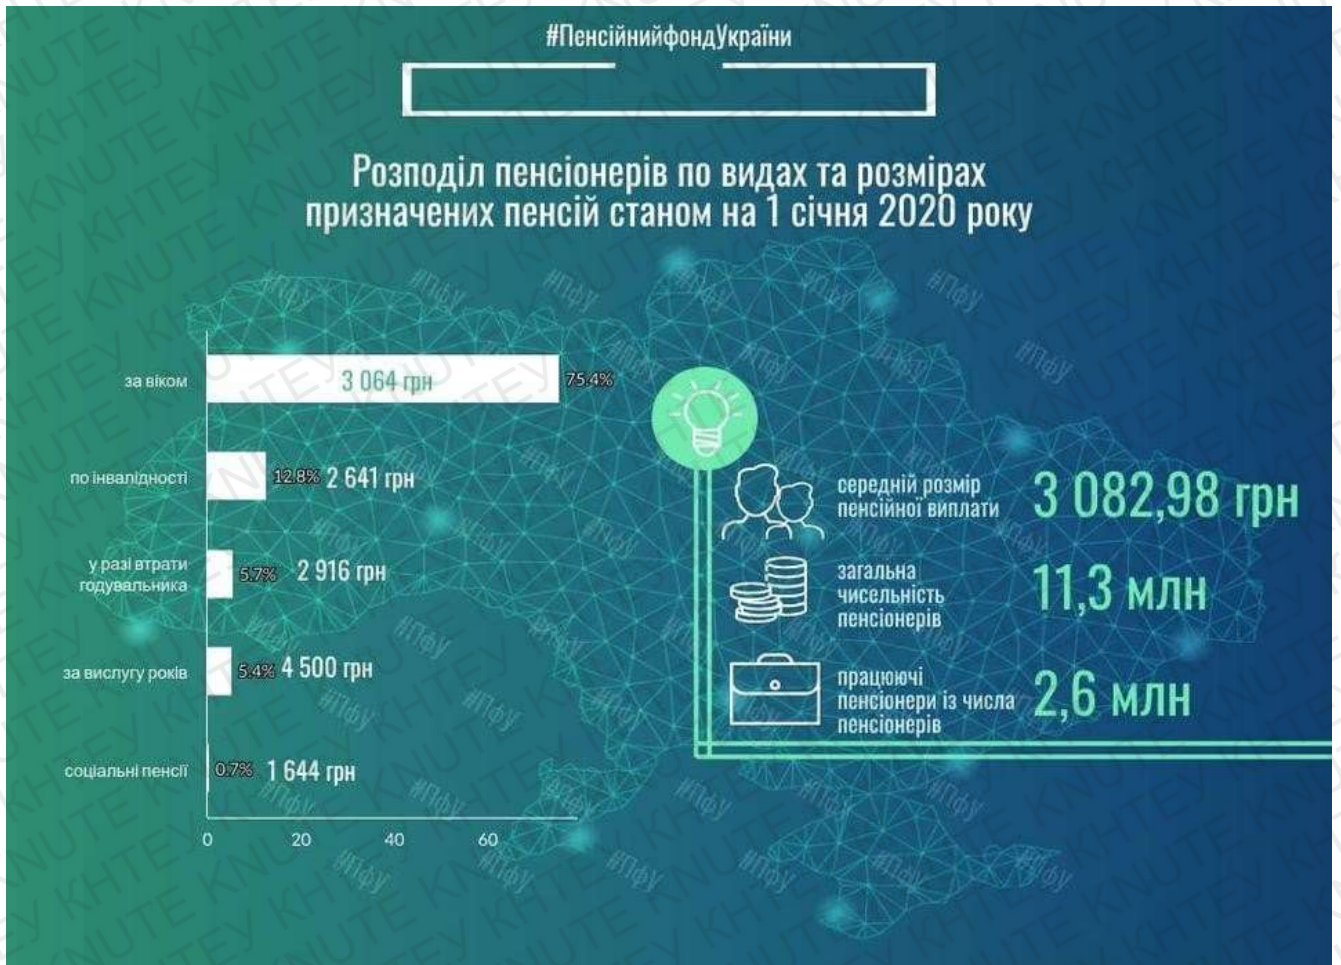 #ПенсійнийфондУкраїни
Розподіл пенсіонерів по видах та розмірах
призначених пенсій станом на 1 січня 2020 року
за віком
3 064 грн
75.4%
по інвалідності
12.8%
2 641 грн
у разі втрати
годувальника
5.7%
2 916 грн
за вислугу років
5.4%
4 500 грн
соціальні пенсії
0.7%
1 644 грн
0
20
40
60
середній розмір
пенсійної виплати
3 082,98 грн
загальна
чисельність
пенсіонерів
11,3 млн
працюючі
пенсіонери із числа
пенсіонерів
2,6 млн
#ПФУ
KNUTE КНТЕУ